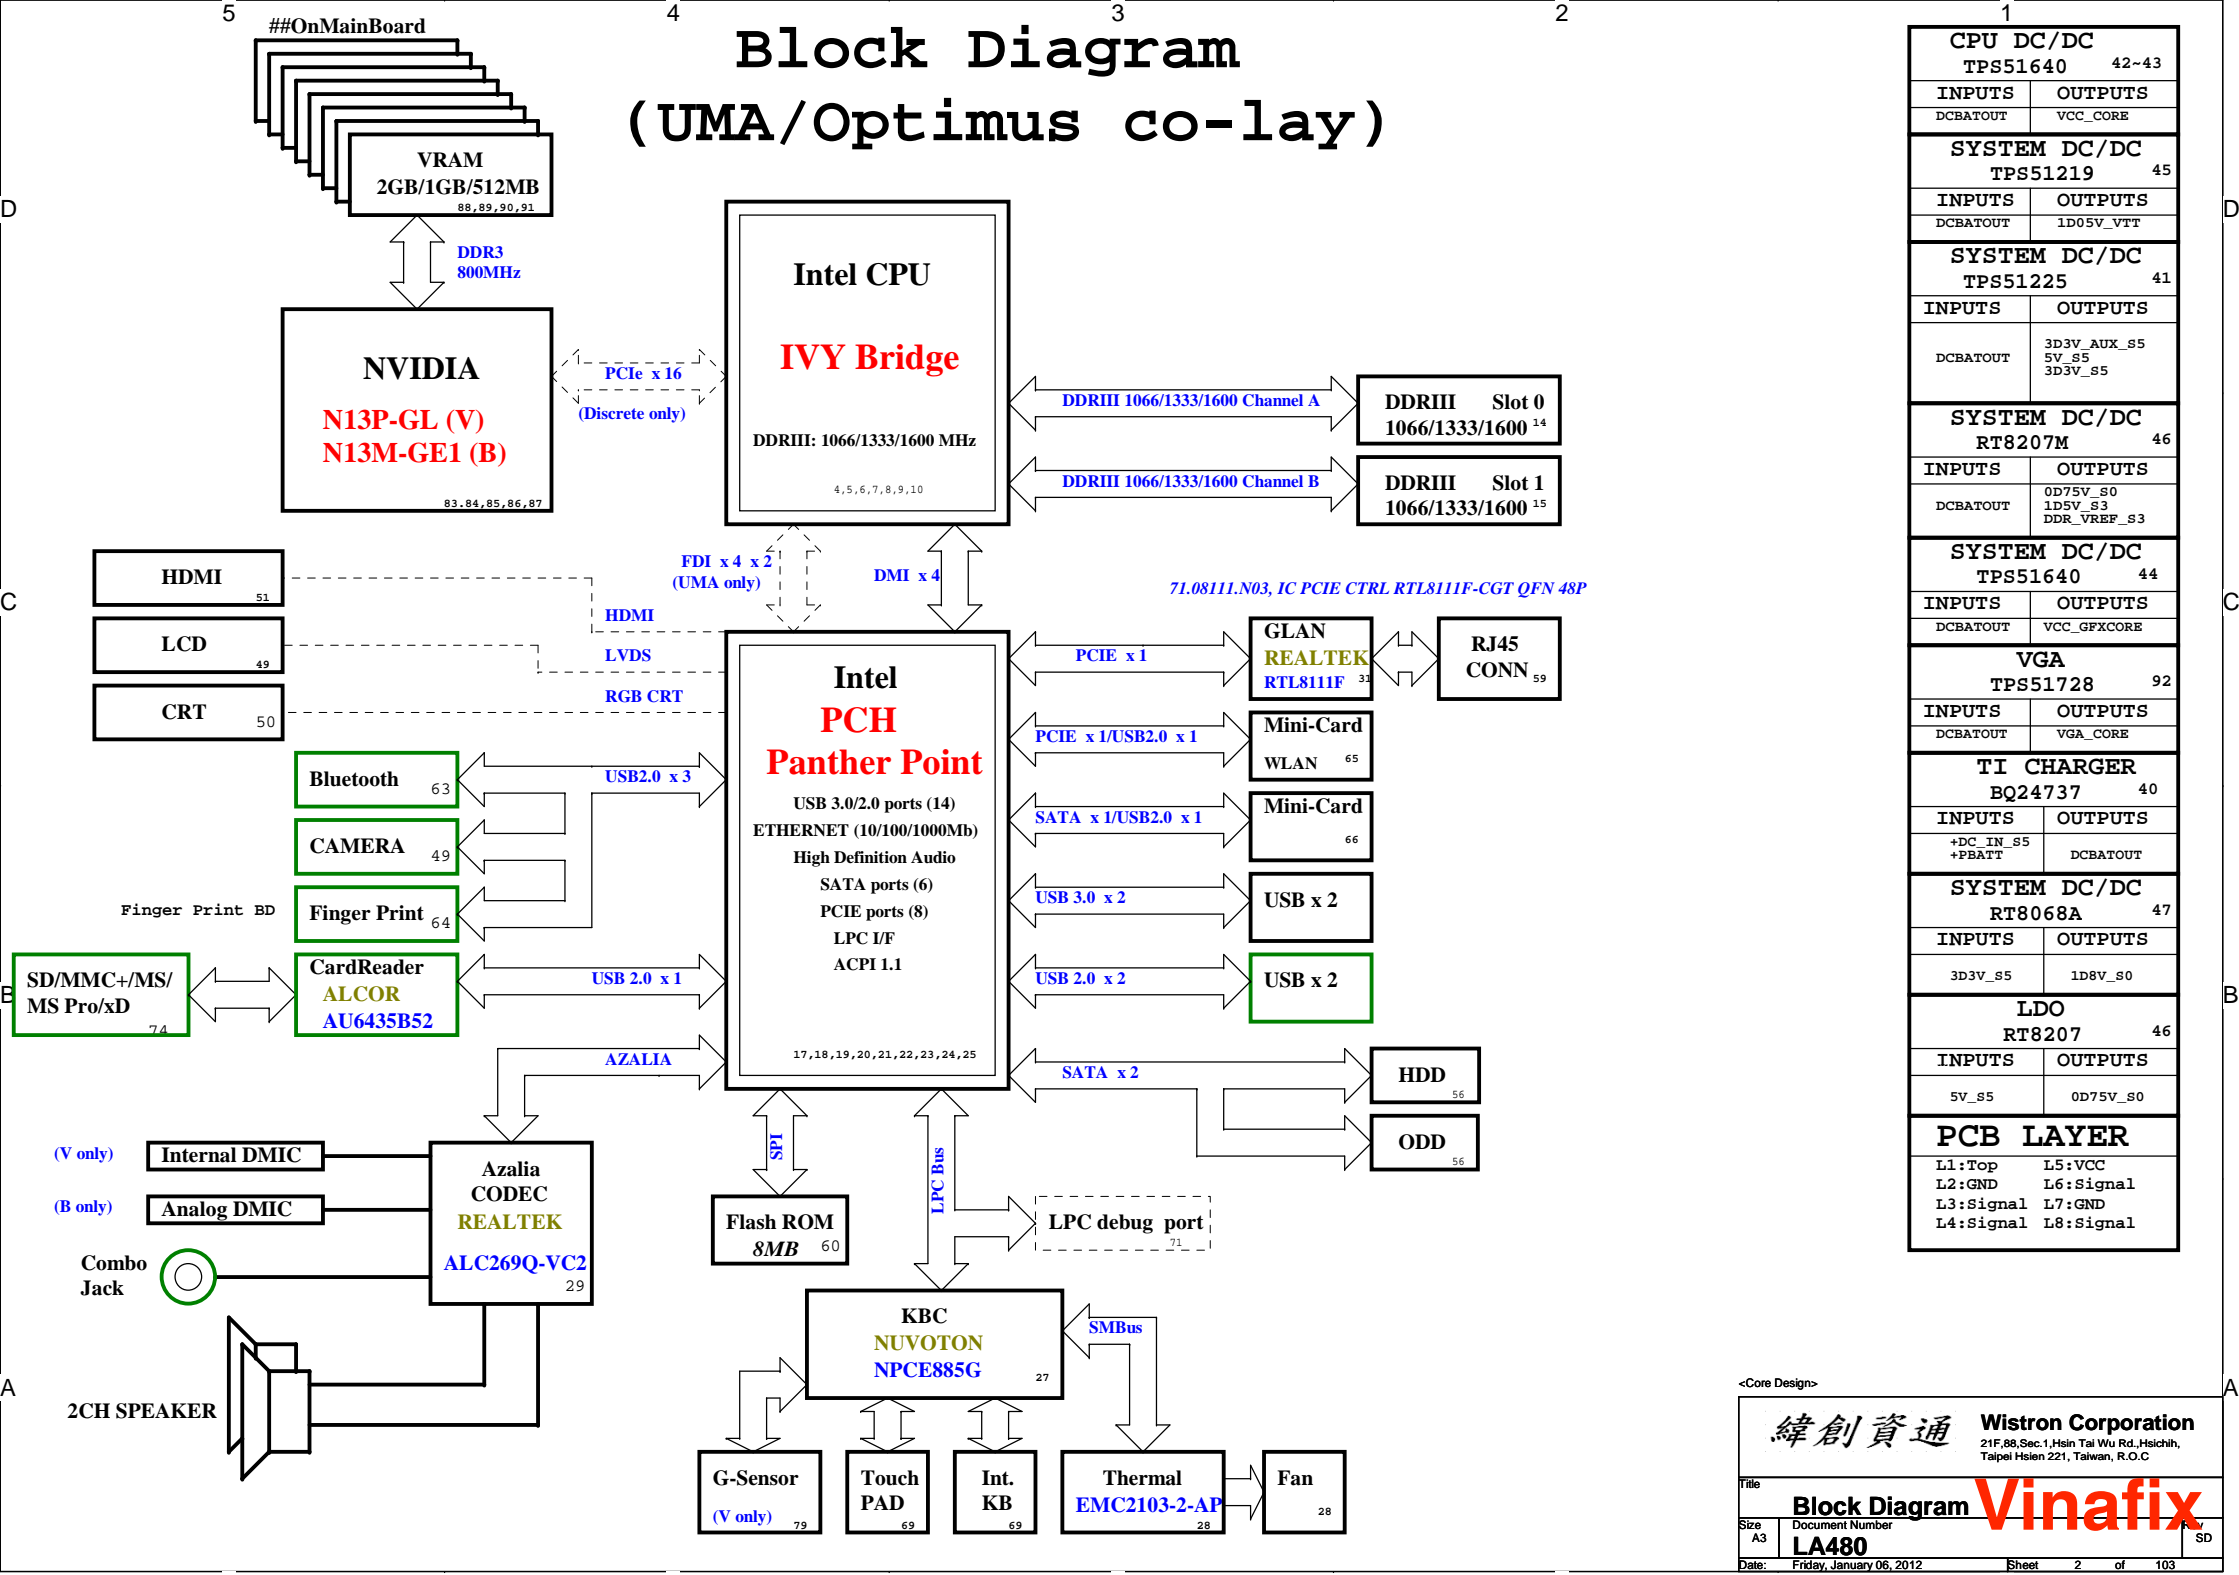 5 4 3 2 1
##OnMainBoard
Block Diagram
(UMA/Optimus co-lay)
VRAM
2GB/1GB/512MB
88,89,90,91
DDR3
800MHz
NVIDIA
N13P-GL (V)
N13M-GE1 (B)
83.84,85,86,87
PCIe x 16
(Discrete only)
Intel CPU
IVY Bridge
DDRIII: 1066/1333/1600 MHz
4,5,6,7,8,9,10
DDRIII 1066/1333/1600 Channel A
DDRIII Slot 0
1066/1333/1600 14
DDRIII 1066/1333/1600 Channel B
DDRIII Slot 1
1066/1333/1600 15
FDI x 4 x 2
(UMA only)
DMI x 4
HDMI
51
LCD
49
CRT
50
HDMI
LVDS
RGB CRT
Bluetooth
63
CAMERA
49
Finger Print BD
Finger Print
64
USB2.0 x 3
SD/MMC+/MS/
MS Pro/xD
74
CardReader
ALCOR
AU6435B52
USB 2.0 x 1
AZALIA
Intel
PCH
Panther Point
USB 3.0/2.0 ports (14)
ETHERNET (10/100/1000Mb)
High Definition Audio
SATA ports (6)
PCIE ports (8)
LPC I/F
ACPI 1.1
17,18,19,20,21,22,23,24,25
71.08111.N03, IC PCIE CTRL RTL8111F-CGT QFN 48P
PCIE x 1
GLAN
REALTEK
RTL8111F 31
RJ45
CONN 59
PCIE x 1/USB2.0 x 1
Mini-Card
WLAN 65
SATA x 1/USB2.0 x 1
Mini-Card
66
USB 3.0 x 2
USB x 2
USB 2.0 x 2
USB x 2
SATA x 2
HDD
56
ODD
56
(V only)
Internal DMIC
(B only)
Analog DMIC
Combo
Jack
2CH SPEAKER
Azalia
CODEC
REALTEK
ALC269Q-VC2
29
SPI
Flash ROM
8MB 60
LPC Bus
LPC debug port
71
KBC
NUVOTON
NPCE885G
27
SMBus
G-Sensor
(V only) 79
Touch
PAD
69
Int.
KB
69
Thermal
EMC2103-2-AP
28
Fan
28
CPU DC/DC
TPS51640 42~43
INPUTS OUTPUTS
DCBATOUT VCC_CORE
SYSTEM DC/DC
TPS51219 45
INPUTS OUTPUTS
DCBATOUT 1D05V_VTT
SYSTEM DC/DC
TPS51225 41
INPUTS OUTPUTS
DCBATOUT
3D3V_AUX_S5
5V_S5
3D3V_S5
SYSTEM DC/DC
RT8207M 46
INPUTS OUTPUTS
DCBATOUT
0D75V_S0
1D5V_S3
DDR_VREF_S3
SYSTEM DC/DC
TPS51640 44
INPUTS OUTPUTS
DCBATOUT VCC_GFXCORE
VGA
TPS51728 92
INPUTS OUTPUTS
DCBATOUT VGA_CORE
TI CHARGER
BQ24737 40
INPUTS OUTPUTS
+DC_IN_S5
+PBATT DCBATOUT
SYSTEM DC/DC
RT8068A 47
INPUTS OUTPUTS
3D3V_S5 1D8V_S0
LDO
RT8207 46
INPUTS OUTPUTS
5V_S5 0D75V_S0
PCB LAYER
L1:Top L5:VCC
L2:GND L6:Signal
L3:Signal L7:GND
L4:Signal L8:Signal
D D
C C
B B
A A
<Core Design>
緯創資通
Wistron Corporation
21F,88,Sec.1,Hsin Tai Wu Rd.,Hsichih,
Taipei Hsien 221, Taiwan, R.O.C
Title
Block Diagram
Vinafix
Size
A3
Document Number
LA480
SD
Date: Friday, January 06, 2012 Sheet 2 of 103